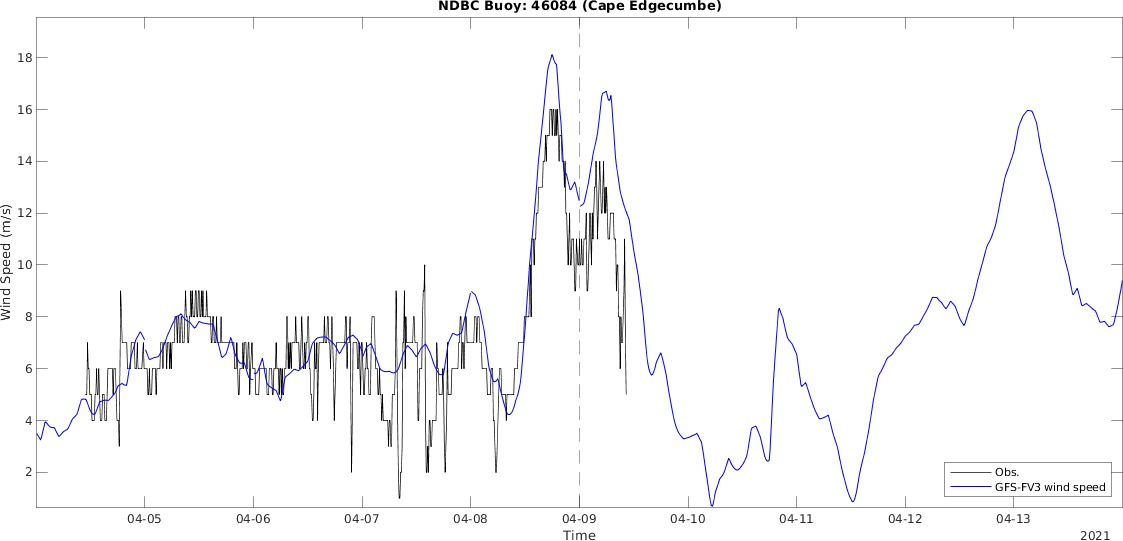 NDBC Buoy: 46084 (Cape Edgecumbe)
18
16
14
12
10
8
6
4
2
Wind Speed (m/s)
04-05 04-06 04-07 04-08 04-09 04-10 04-11 04-12 04-13
Time
2021
Obs.
GFS-FV3 wind speed